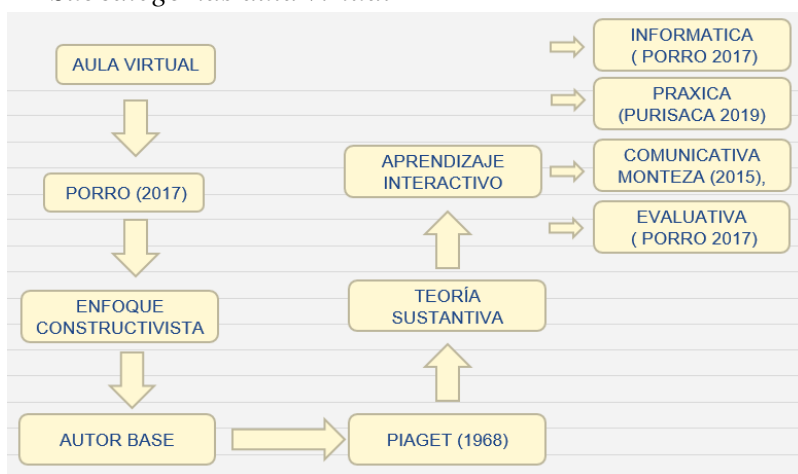 AULA VIRTUAL
PORRO (2017)
ENFOQUE
CONSTRUCTIVISTA
AUTOR BASE
PIAGET (1968)
TEORÍA
SUSTANTIVA
APRENDIZAJE
INTERACTIVO
INFORMATICA
( PORRO 2017)
PRAXICA
(PURISACA 2019)
COMUNICATIVA
MONTEZA (2015),
EVALUATIVA
( PORRO 2017)